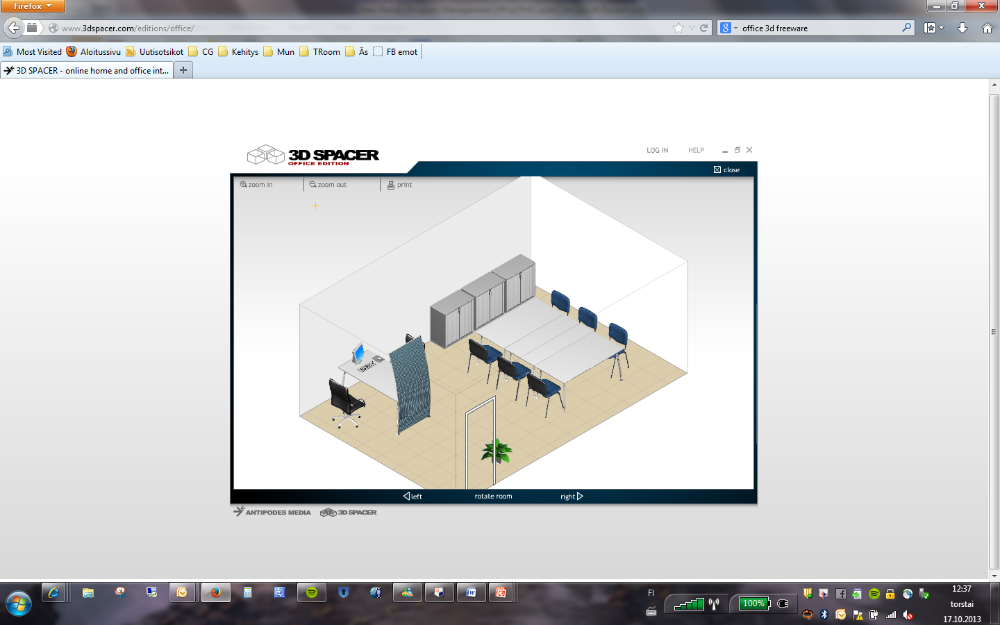 Firefox
www.3dspacer.com/editions/office/
office 3d freeware
Most Visited
Aloitussivu
Uutisotsikot
CG
Kehitys
Mun
TRoom
Äs
FB emot
3D SPACER - online home and office int...
3D SPACER
OFFICE EDITION
LOG IN
HELP
close
zoom in
zoom out
print
left
rotate room
right
ANTIPODES MEDIA
3D SPACER
FI
100%
12:37
torstai
17.10.2013